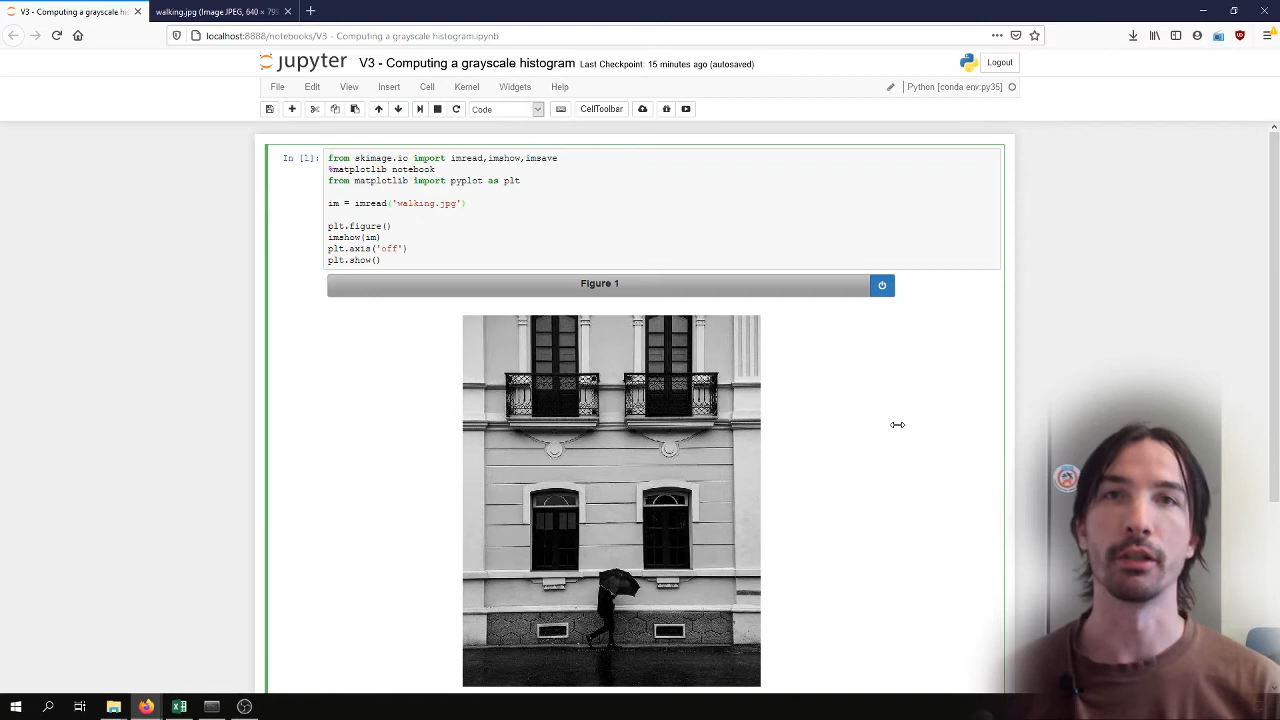 V3 - Computing a grayscale his
walking.jpg (Image JPEG, 640 × 799
localhost:8888/notebooks/V3 - Computing a grayscale histogram.ipynb
jupyter V3 - Computing a grayscale histogram Last Checkpoint: 15 minutes ago (autosaved) Logout
File Edit View Insert Cell Kernel Widgets Help Python [conda env:py35]
Code CellToolbar
In [1]: from skimage.io import imread,imshow,imsave
%matplotlib notebook
from matplotlib import pyplot as plt
im = imread('walking.jpg')
plt.figure()
imshow(im)
plt.axis('off')
plt.show()
Figure 1